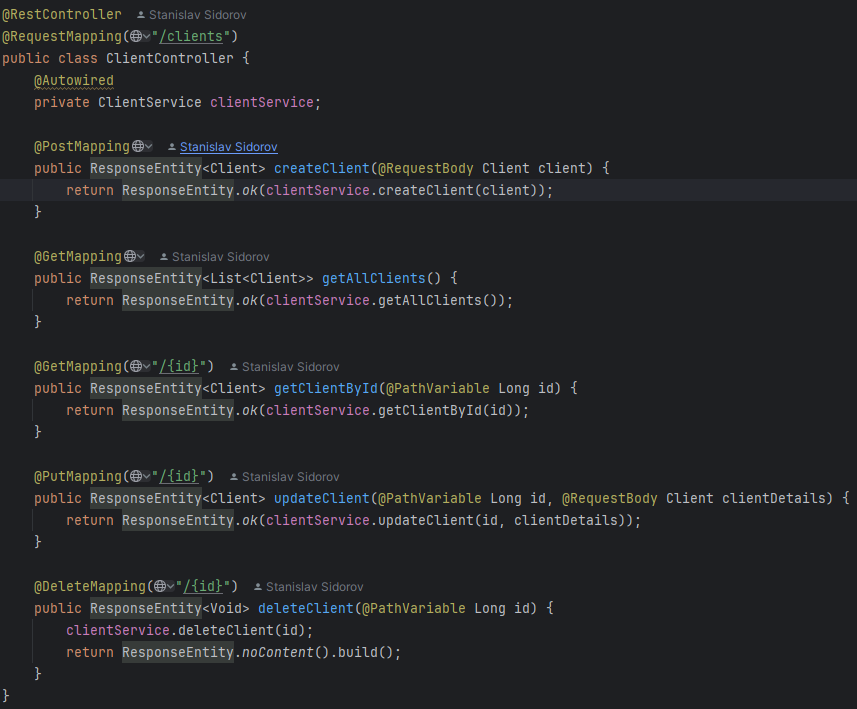 @RestController Stanislav Sidorov
@RequestMapping("/clients")
public class ClientController {
@Autowired
private ClientService clientService;
@PostMapping Stanislav Sidorov
public ResponseEntity<Client> createClient(@RequestBody Client client) {
return ResponseEntity.ok(clientService.createClient(client));
}
@GetMapping Stanislav Sidorov
public ResponseEntity<List<Client>> getAllClients() {
return ResponseEntity.ok(clientService.getAllClients());
}
@GetMapping("/{id}") Stanislav Sidorov
public ResponseEntity<Client> getClientById(@PathVariable Long id) {
return ResponseEntity.ok(clientService.getClientById(id));
}
@PutMapping("/{id}") Stanislav Sidorov
public ResponseEntity<Client> updateClient(@PathVariable Long id, @RequestBody Client clientDetails) {
return ResponseEntity.ok(clientService.updateClient(id, clientDetails));
}
@DeleteMapping("/{id}") Stanislav Sidorov
public ResponseEntity<Void> deleteClient(@PathVariable Long id) {
clientService.deleteClient(id);
return ResponseEntity.noContent().build();
}
}